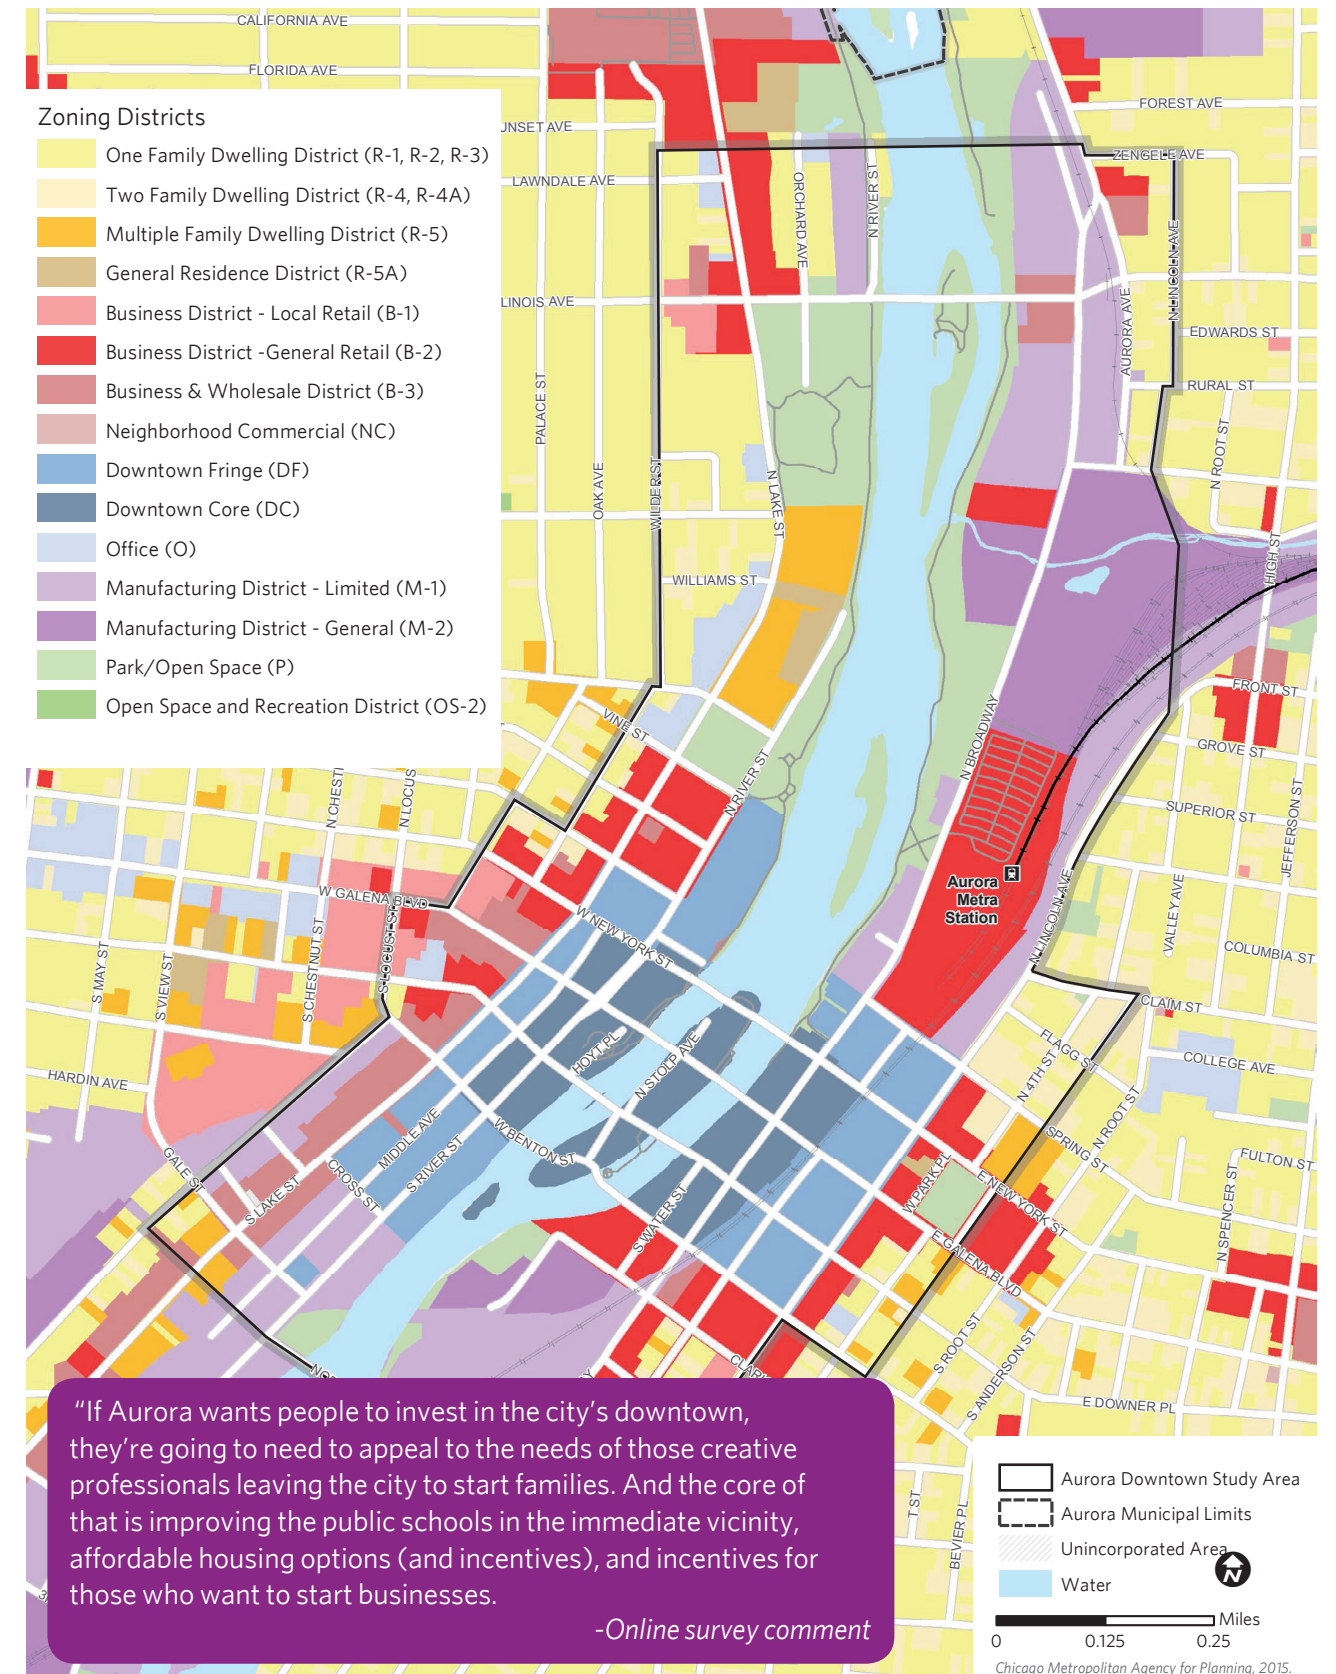 CALIFORNIA AVE
FLORIDA AVE
FOREST AVE
Zoning Districts
One Family Dwelling District (R-1, R-2, R-3)
Two Family Dwelling District (R-4, R-4A)
Multiple Family Dwelling District (R-5)
General Residence District (R-5A)
Business District - Local Retail (B-1)
Business District -General Retail (B-2)
Business & Wholesale District (B-3)
Neighborhood Commercial (NC)
Downtown Fringe (DF)
Downtown Core (DC)
Office (O)
Manufacturing District - Limited (M-1)
Manufacturing District - General (M-2)
Park/Open Space (P)
Open Space and Recreation District (OS-2)
UNSET AVE
ZENGELE AVE
LAWNDALE AVE
ORCHARD AVE
N RIVER ST
N LINCOLN AVE
LINOIS AVE
AURORA AVE
EDWARDS ST
PALACE ST
RURAL ST
N ROOT ST
OAK AVE
WILDER ST
N LAKE ST
HIGH ST
WILLIAMS ST
FRONT ST
VINE ST
N BROADWAY
GROVE ST
N RIVER ST
N CHESTI
N LOCUS
SUPERIOR ST
JEFFERSON ST
Aurora
Metra
Station
W GALENA BLVD
N LINCOLN AVE
VALLEY AVE
W NEW YORK ST
COLUMBIA ST
S MAY ST
S VIEW ST
S CHESTNUT ST
S LOCUST ST
CLAIM ST
HOYT PL
N STOLP AVE
FLAGG ST
COLLEGE AVE
HARDIN AVE
N 4TH ST
N ROOT ST
MIDDLE AVE
W BENTON ST
SPRING ST
GALE ST
S LAKE ST
CROSS ST
S RIVER ST
W PARK PL
FULTON ST
E NEW YORK ST
S WATER ST
N SPENCER ST
E GALENA BLVD
S ROOT ST
S ANDERSON ST
CLAR
NO
E DOWNER PL
T ST
BEVIER PL
“If Aurora wants people to invest in the city’s downtown,
they’re going to need to appeal to the needs of those creative
professionals leaving the city to start families. And the core of
that is improving the public schools in the immediate vicinity,
affordable housing options (and incentives), and incentives for
those who want to start businesses.
-Online survey comment
Aurora Downtown Study Area
Aurora Municipal Limits
Unincorporated Area
Water
N
Miles
0 0.125 0.25
Chicago Metropolitan Agency for Planning, 2015.